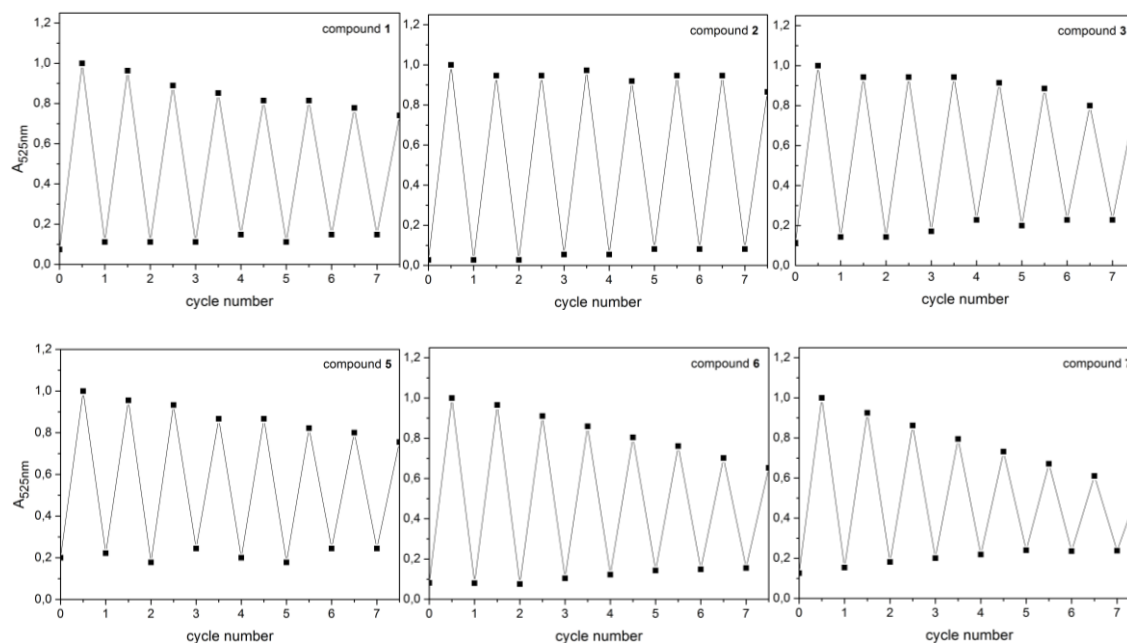 compound 1
1,2
1,0
0,8
0,6
0,4
0,2
0,0
A525nm
0 1 2 3 4 5 6 7
cycle number
compound 2
1,2
1,0
0,8
0,6
0,4
0,2
0,0
0 1 2 3 4 5 6 7
cycle number
compound 3
1,2
1,0
0,8
0,6
0,4
0,2
0,0
0 1 2 3 4 5 6 7
cycle number
compound 5
1,2
1,0
0,8
0,6
0,4
0,2
0,0
A525nm
0 1 2 3 4 5 6 7
cycle number
compound 6
1,2
1,0
0,8
0,6
0,4
0,2
0,0
0 1 2 3 4 5 6 7
cycle number
compound 7
1,2
1,0
0,8
0,6
0,4
0,2
0,0
0 1 2 3 4 5 6 7
cycle number